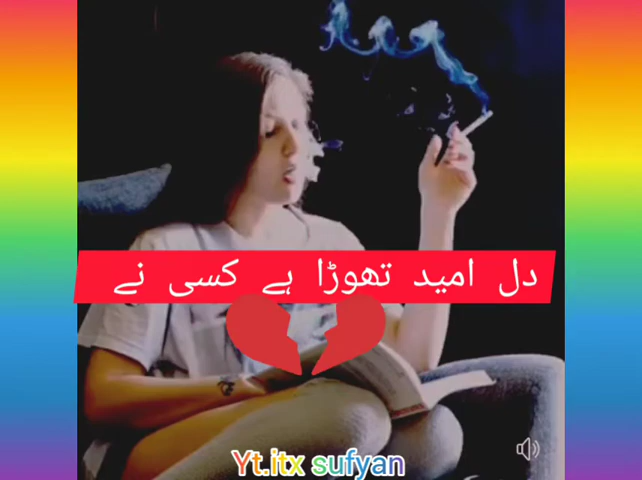 دل امید تھوڑا ہے کسی نے
Yt.itx sufyan